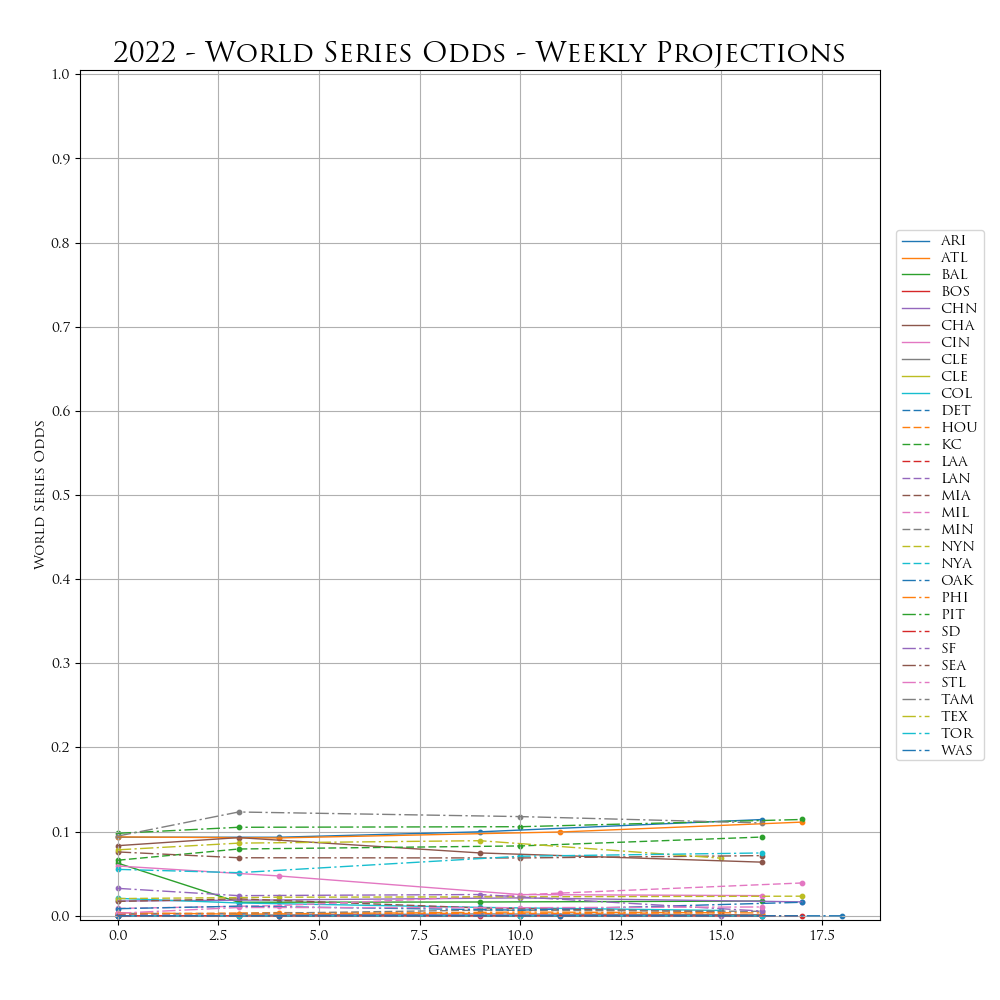 2022 - World Series Odds - Weekly Projections
1.0
0.9
0.8
0.7
0.6
0.5
0.4
0.3
0.2
0.1
0.0
World Series Odds
0.0 2.5 5.0 7.5 10.0 12.5 15.0 17.5
Games Played
ARI
ATL
BAL
BOS
CHN
CHA
CIN
CLE
CLE
COL
DET
HOU
KC
LAA
LAN
MIA
MIL
MIN
NYN
NYA
OAK
PHI
PIT
SD
SF
SEA
STL
TAM
TEX
TOR
WAS